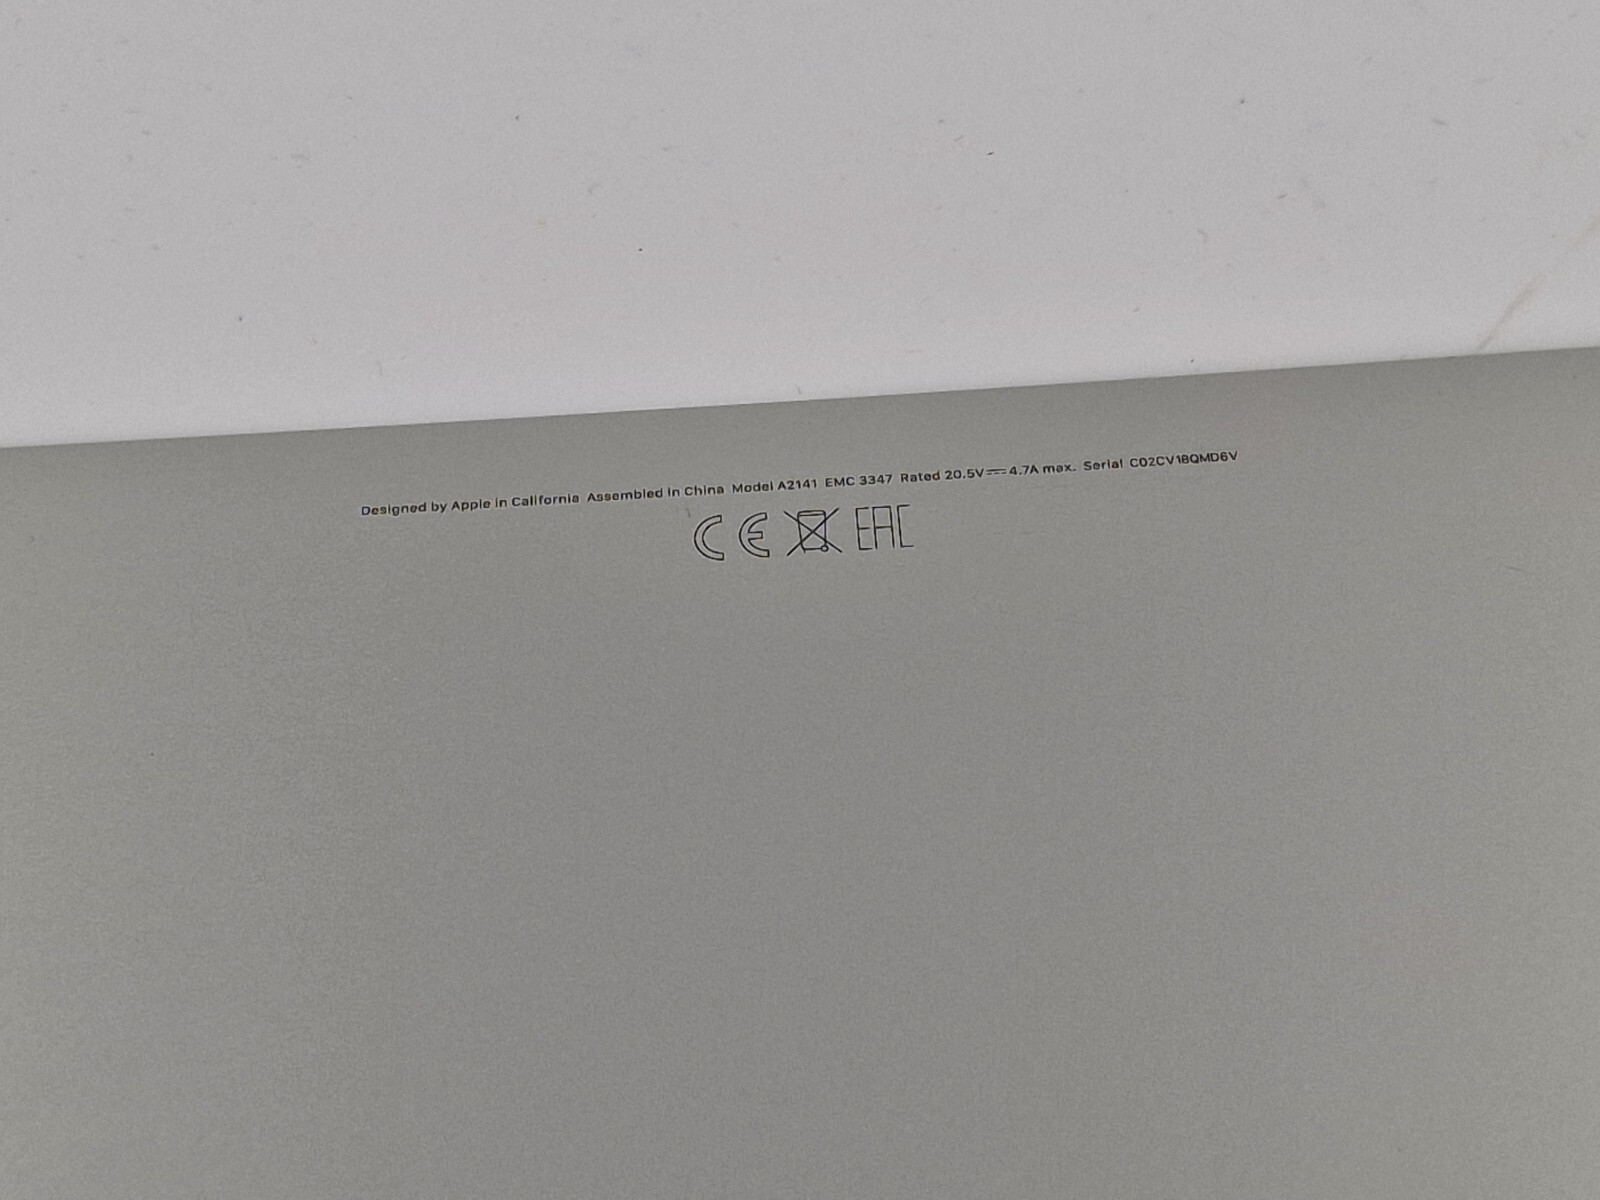 Designed by Apple in California Assembled in China Model A2141 EMC 3347 Rated 20.5V⎓4.7A max. Serial C02CV1BQMD6V
CE EAC